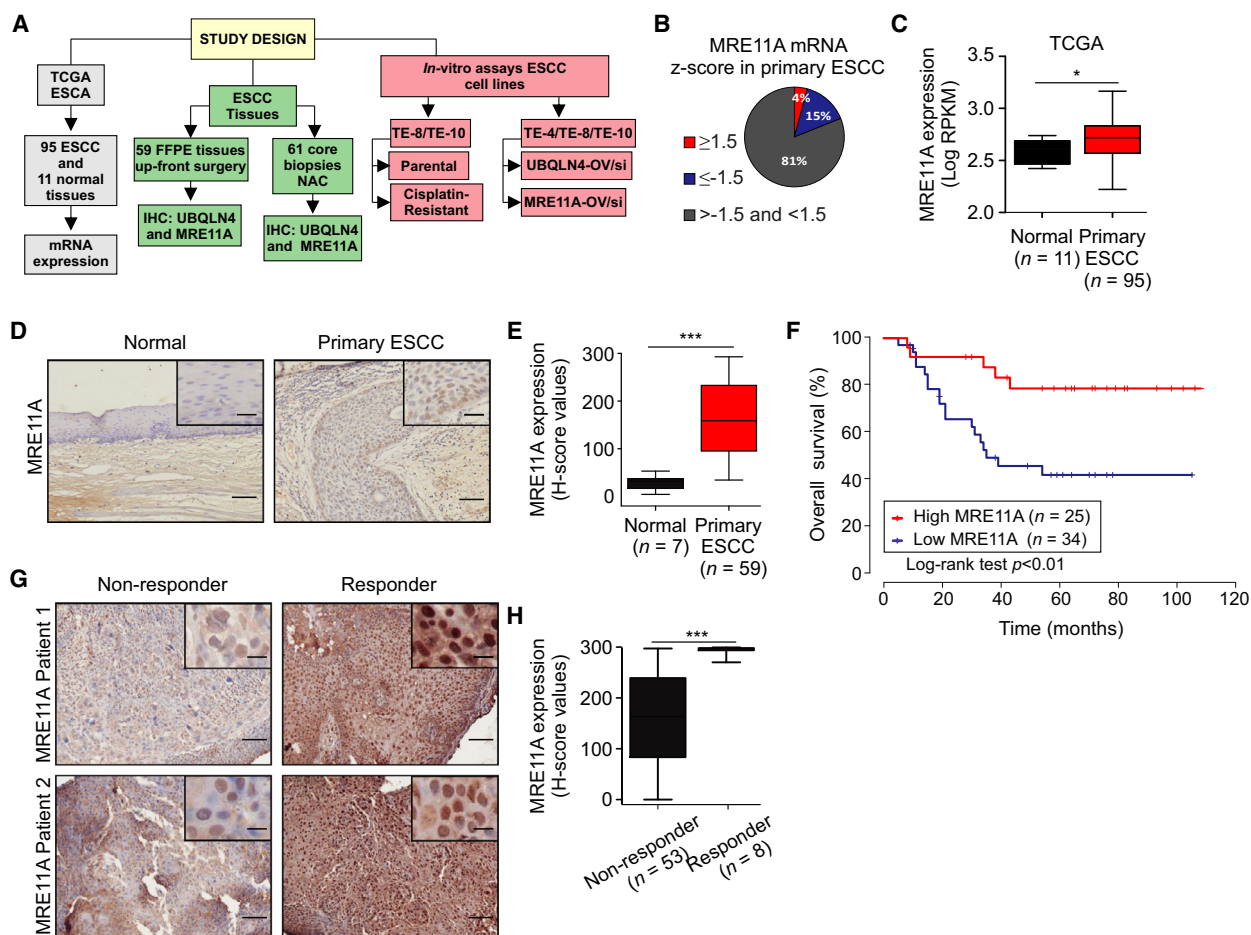 A
STUDY DESIGN
TCGA
ESCA
95 ESCC
and
11 normal
tissues
mRNA
expression
ESCC
Tissues
59 FFPE tissues
up-front surgery
IHC: UBQLN4
and MRE11A
61 core
biopsies
NAC
IHC: UBQLN4
and MRE11A
In-vitro assays ESCC
cell lines
TE-8/TE-10
Parental
Cisplatin-
Resistant
TE-4/TE-8/TE-10
UBQLN4-OV/si
MRE11A-OV/si
B
MRE11A mRNA
z-score in primary ESCC
4%
15%
81%
≥1.5
≤-1.5
>-1.5 and <1.5
C
TCGA
MRE11A expression
(Log RPKM)
3.5
3.0
2.5
2.0
*
Normal
(n = 11)
Primary
ESCC
(n = 95)
D
Normal
Primary ESCC
MRE11A
E
MRE11A expression
(H-score values)
300
200
100
0
***
Normal
(n = 7)
Primary
ESCC
(n = 59)
F
Overall survival (%)
100
80
60
40
20
0
High MRE11A (n = 25)
Low MRE11A (n = 34)
Log-rank test p<0.01
0 20 40 60 80 100 120
Time (months)
G
Non-responder
Responder
MRE11A Patient 1
MRE11A Patient 2
H
MRE11A expression
(H-score values)
300
200
100
0
***
Non-responder
(n = 53)
Responder
(n = 8)